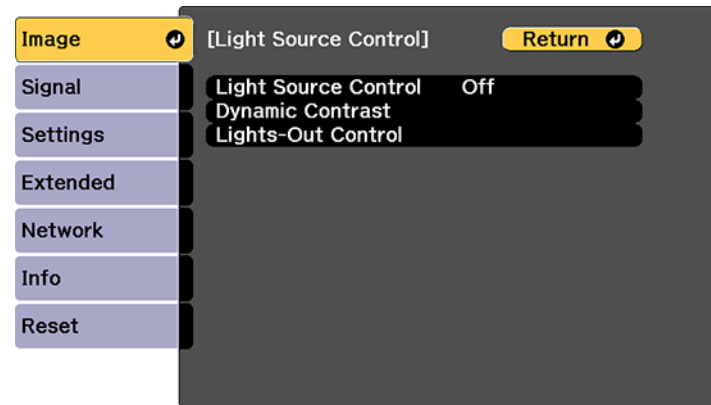 Image
Signal
Settings
Extended
Network
Info
Reset
[Light Source Control] Return
Light Source Control Off
Dynamic Contrast
Lights-Out Control